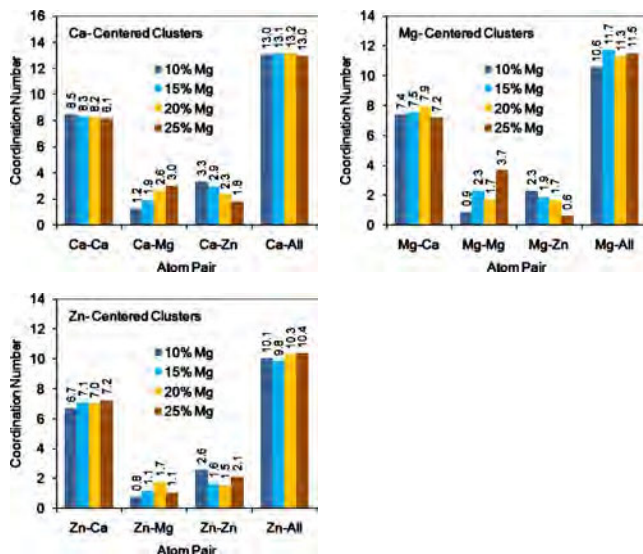 Ca- Centered Clusters
Coordination Number
16
14
12
10
8
6
4
2
0
10% Mg
15% Mg
20% Mg
25% Mg
8.5
8.3
8.2
8.1
1.2
1.9
2.6
3.0
3.3
2.9
2.3
1.8
13.0
13.1
13.2
13.0
Ca-Ca
Ca-Mg
Ca-Zn
Ca-All
Atom Pair
Mg- Centered Clusters
Coordination Number
14
12
10
8
6
4
2
0
10% Mg
15% Mg
20% Mg
25% Mg
7.4
7.5
7.9
7.2
0.9
2.3
1.7
3.7
2.3
1.9
1.7
0.6
10.6
11.7
11.3
11.5
Mg-Ca
Mg-Mg
Mg-Zn
Mg-All
Atom Pair
Zn- Centered Clusters
Coordination Number
14
12
10
8
6
4
2
0
10% Mg
15% Mg
20% Mg
25% Mg
6.7
7.1
7.0
7.2
0.8
1.1
1.7
1.1
2.6
1.6
1.5
2.1
10.1
9.8
10.3
10.4
Zn-Ca
Zn-Mg
Zn-Zn
Zn-All
Atom Pair